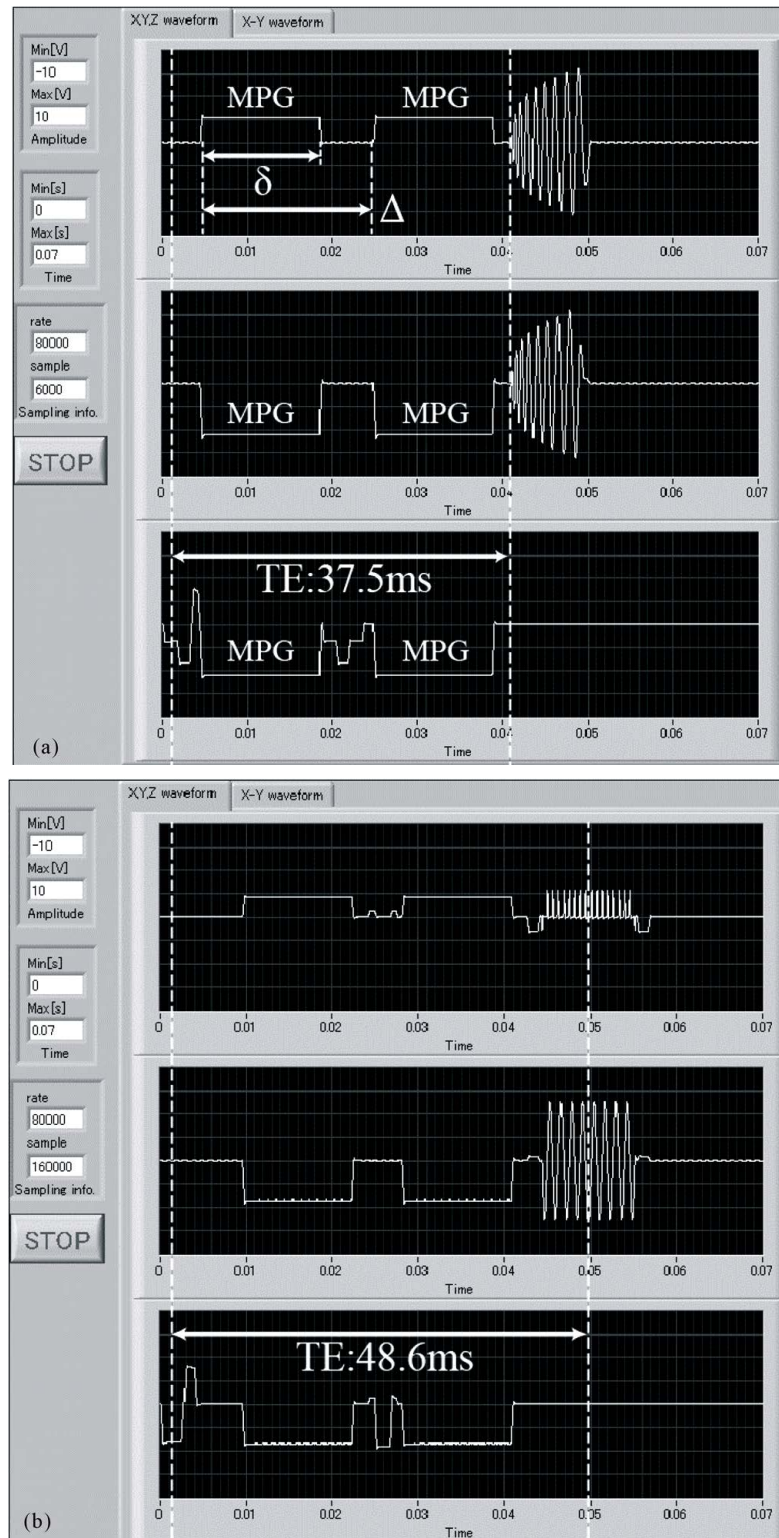 X,Y,Z waveform X-Y waveform
Min[V]
-10
Max[V]
10
Amplitude
Min[s]
0
Max[s]
0.07
Time
rate
80000
sample
6000
Sampling info.
STOP
MPG MPG
δ
Δ
0 0.01 0.02 0.03 0.04 0.05 0.06 0.07
Time
MPG MPG
0 0.01 0.02 0.03 0.04 0.05 0.06 0.07
Time
TE:37.5ms
MPG MPG
0 0.01 0.02 0.03 0.04 0.05 0.06 0.07
Time
(a)
X,Y,Z waveform X-Y waveform
Min[V]
-10
Max[V]
10
Amplitude
Min[s]
0
Max[s]
0.07
Time
rate
80000
sample
160000
Sampling info.
STOP
0 0.01 0.02 0.03 0.04 0.05 0.06 0.07
Time
0 0.01 0.02 0.03 0.04 0.05 0.06 0.07
Time
TE:48.6ms
0 0.01 0.02 0.03 0.04 0.05 0.06 0.07
Time
(b)